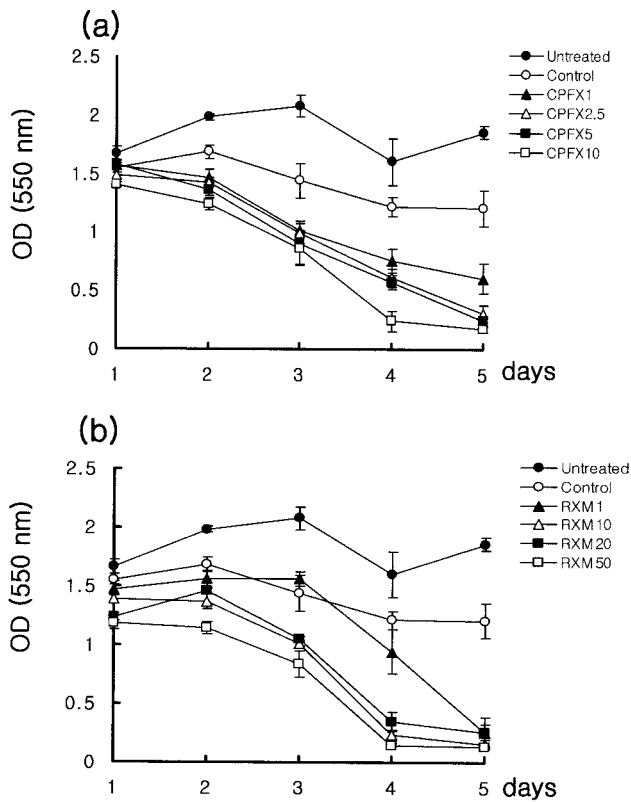 (a)
2.5
2
1.5
1
0.5
0
OD (550 nm)
1 2 3 4 5 days
Untreated
Control
CPFX1
CPFX2.5
CPFX5
CPFX10
(b)
2.5
2
1.5
1
0.5
0
OD (550 nm)
1 2 3 4 5 days
Untreated
Control
RXM1
RXM10
RXM20
RXM50